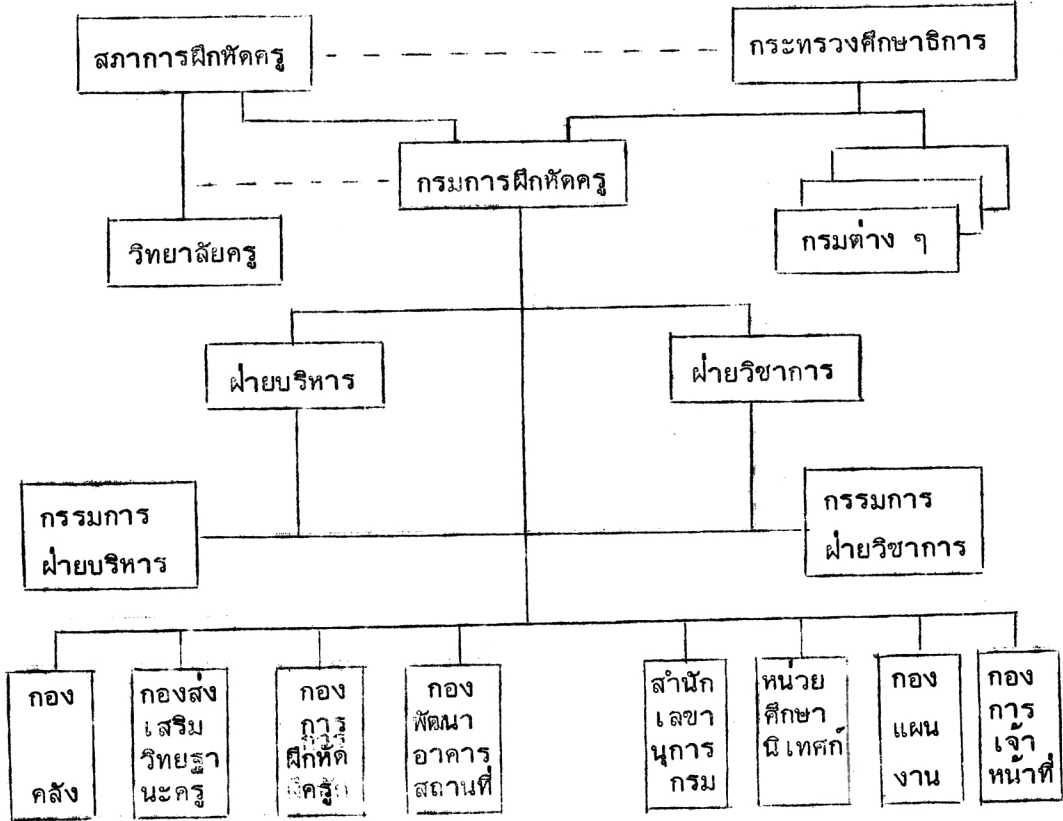 สภาการฝึกหัดครู
กระทรวงศึกษาธิการ
กรมการฝึกหัดครู
วิทยาลัยครู
กรมต่าง ๆ
ฝ่ายบริหาร
ฝ่ายวิชาการ
กรรมการ
ฝ่ายบริหาร
กรรมการ
ฝ่ายวิชาการ
กอง
คลัง
กองส่ง
เสริม
วิทยฐา
นะครู
กอง
การ
ฝึกหัด
ครู
กอง
พัฒนา
อาคาร
สถานที่
สำนัก
เลขา
นุการ
กรม
หน่วย
ศึกษา
นิเทศก์
กอง
แผน
งาน
กอง
การ
เจ้า
หน้าที่